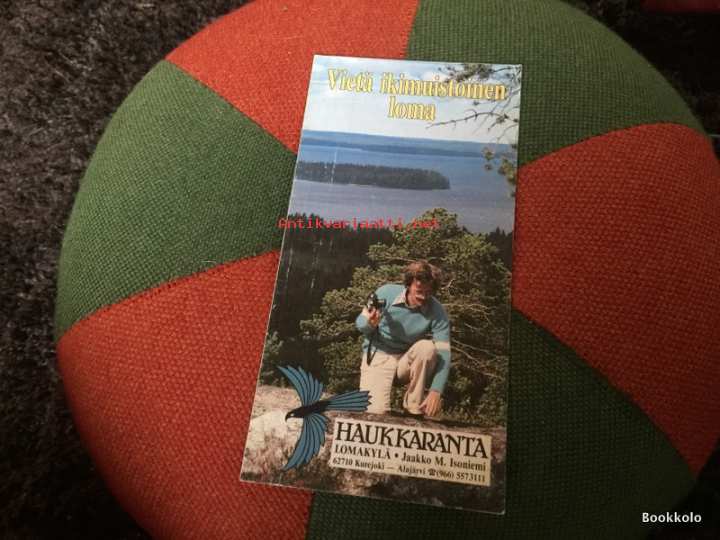 Vietä ikimuistoinen
loma
Antikvariaatti.net
HAUKKARANTA
LOMAKYLÄ • Jaakko M. Isoniemi
62710 Kurejoki — Alajärvi ☎(966) 5573111
Bookkolo